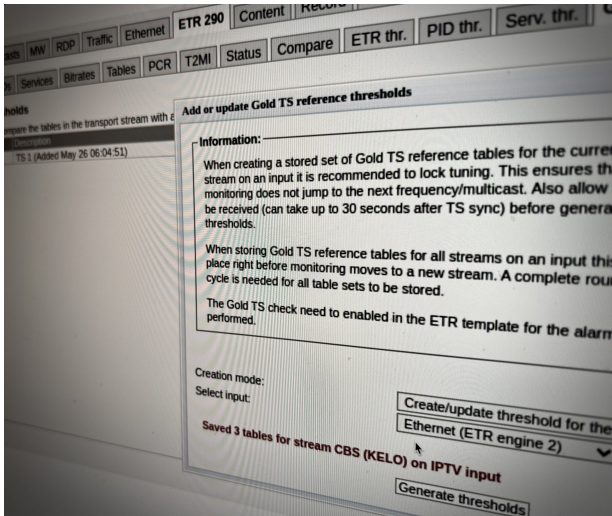 ETR 290 Content
MW RDP Traffic Ethernet
Services Bitrates Tables PCR T2MI Status Compare ETR thr. PID thr. Serv. thr.
Add or update Gold TS reference thresholds
the tables in the transport stream with a
Description
TS 1 (Added May 26 06:04:51)
Information:
When creating a stored set of Gold TS reference tables for the
stream on an input it is recommended to lock tuning. This ensures
monitoring does not jump to the next frequency/multicast. Also allow
be received (can take up to 30 seconds after TS sync) before
thresholds.
When storing Gold TS reference tables for all streams on an input
place right before monitoring moves to a new stream. A complete
cycle is needed for all table sets to be stored.
The Gold TS check need to enabled in the ETR template for the
performed.
Creation mode:
Create/update threshold for the
Select input:
Ethernet (ETR engine 2)
Saved 3 tables for stream CBS (KELO) on IPTV input
Generate thresholds